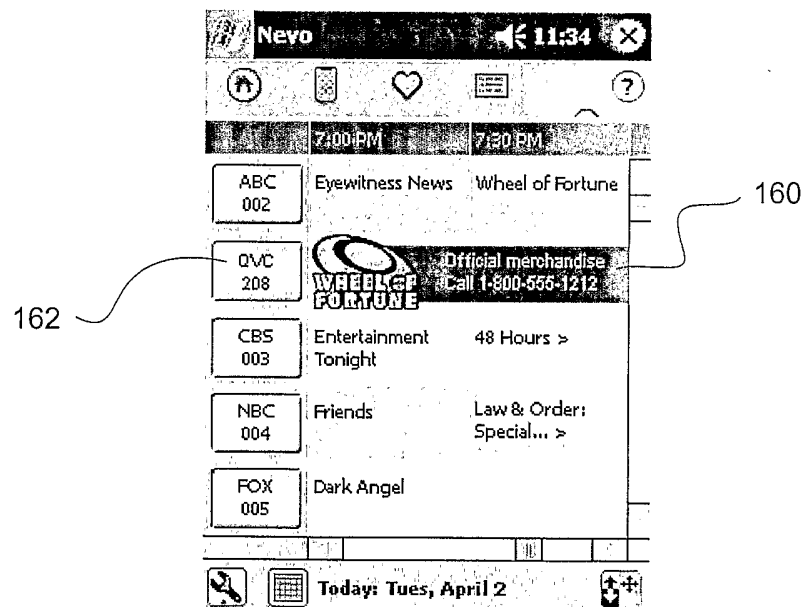 Nevo 11:34
?
7:00 PM 7:30 PM
ABC
002
Eyewitness News
Wheel of Fortune
160
QVC
208
WHEEL OF
FORTUNE
Official merchandise
Call 1-800-555-1212
162
CBS
003
Entertainment
Tonight
48 Hours >
NBC
004
Friends
Law & Order:
Special... >
FOX
005
Dark Angel
Today: Tues, April 2